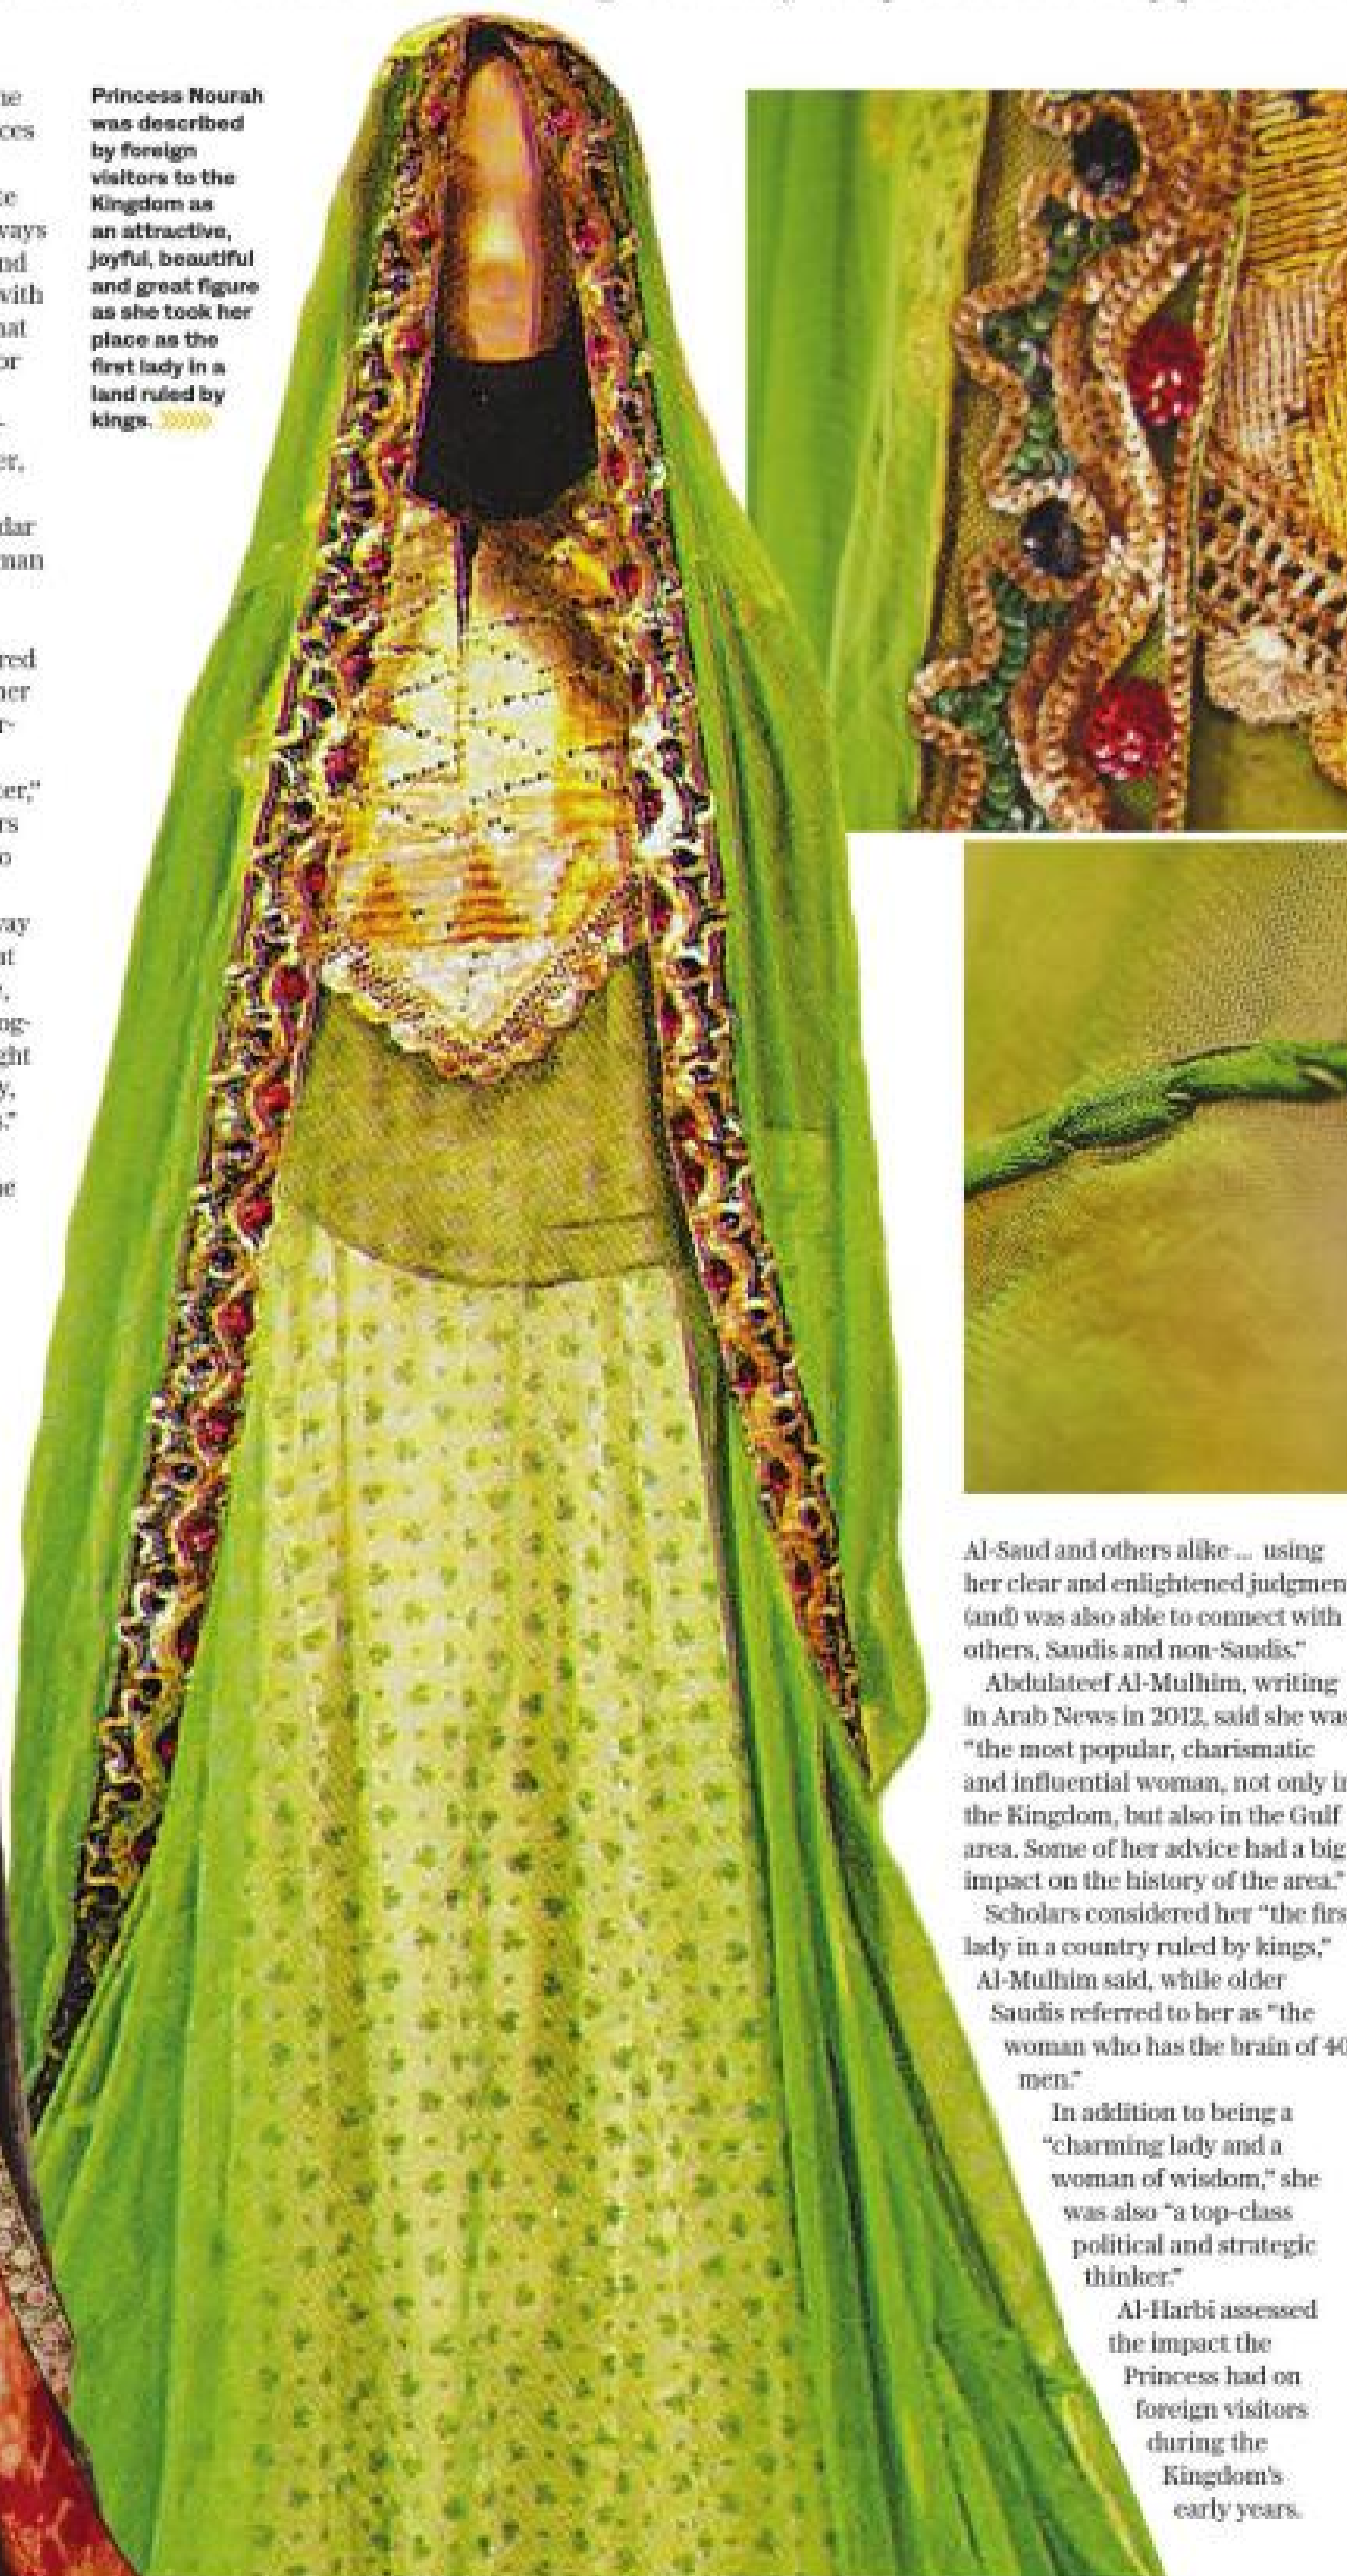 Princess Nourah
was described
by foreign
visitors to the
Kingdom as
an attractive,
joyful, beautiful
and great figure
as she took her
place as the
first lady in a
land ruled by
kings.
Al-Saud and others alike ... using
her clear and enlightened judgmen
(and) was also able to connect with
others, Saudis and non-Saudis."
Abdulateef Al-Mulhim, writing
in Arab News in 2012, said she was
"the most popular, charismatic
and influential woman, not only in
the Kingdom, but also in the Gulf
area. Some of her advice had a big
impact on the history of the area."
Scholars considered her "the firs
lady in a country ruled by kings,"
Al-Mulhim said, while older
Saudis referred to her as "the
woman who has the brain of 40
men."
In addition to being a
"charming lady and a
woman of wisdom," she
was also "a top-class
political and strategic
thinker."
Al-Harbi assessed
the impact the
Princess had on
foreign visitors
during the
Kingdom's
early years.